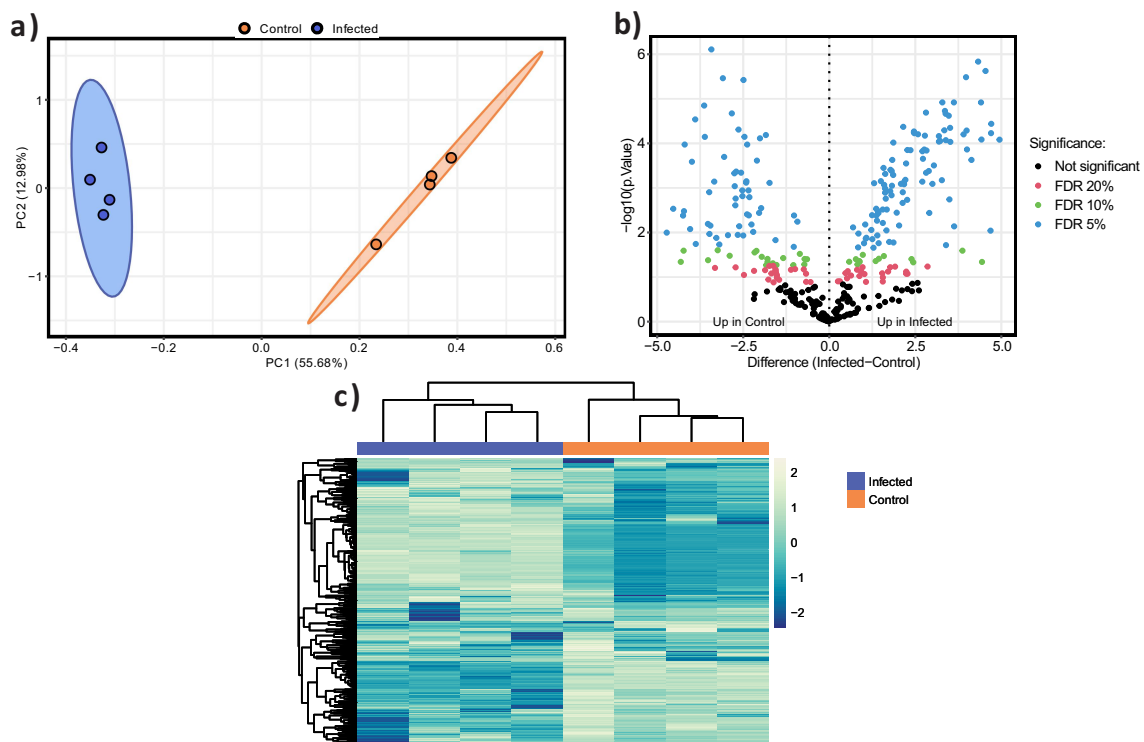 a)
Control Infected
1
0
−1
−0.4 −0.2 0.0 0.2 0.4 0.6
PC1 (55.68%)
PC2 (12.98%)
b)
6
4
2
0
−log10(p.Value)
Up in Control Up in Infected
−5.0 −2.5 0.0 2.5 5.0
Difference (Infected−Control)
Significance:
Not significant
FDR 20%
FDR 10%
FDR 5%
c)
2
1
0
−1
−2
Infected
Control